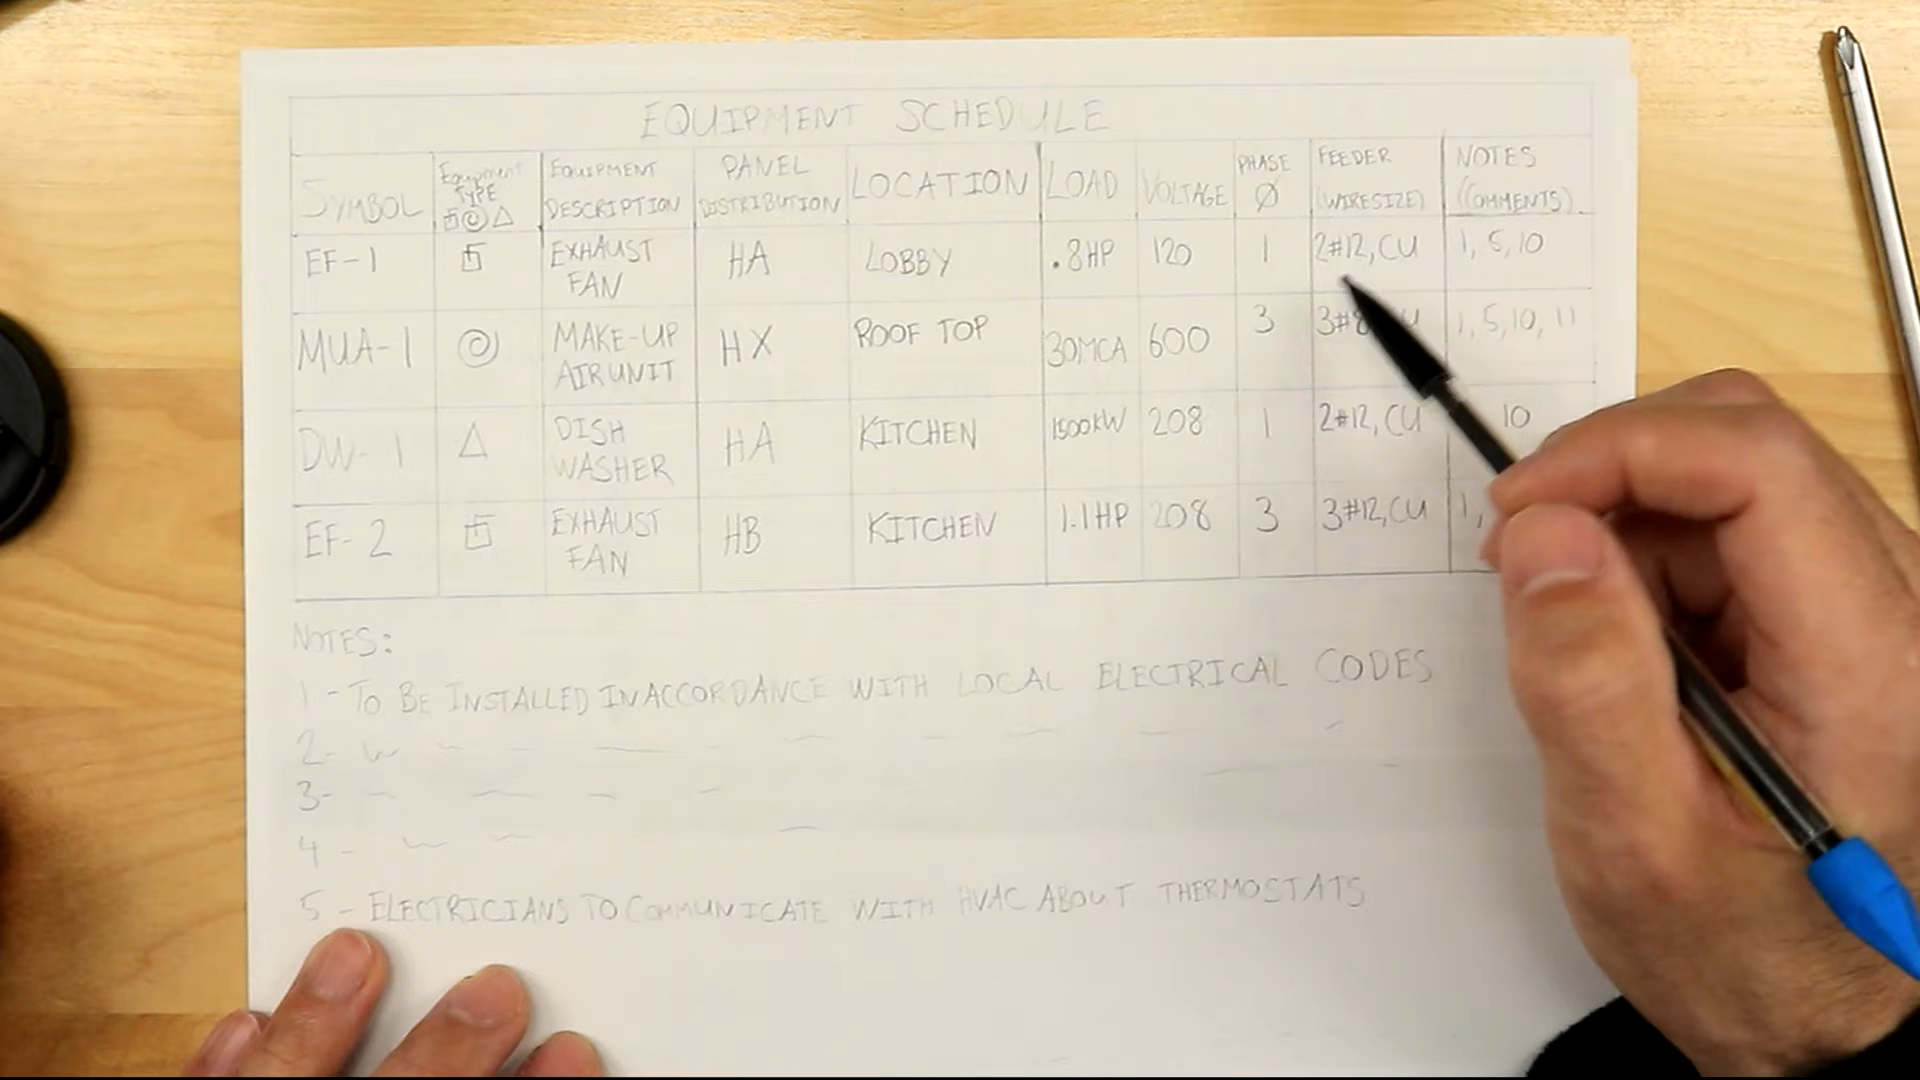 EQUIPMENT SCHEDULE
SYMBOL
Equipment
TYPE
EQUIPMENT
DESCRIPTION
PANEL
DISTRIBUTION
LOCATION
LOAD
VOLTAGE
PHASE
Ø
FEEDER
(WIRESIZE)
NOTES
(COMMENTS)
EF-1
EXHAUST
FAN
HA
LOBBY
.8HP
120
1
2#12, CU
1, 5, 10
MUA-1
MAKE-UP
AIR UNIT
HX
ROOF TOP
30MCA
600
3
3#8
1, 5, 10, 11
DW-1
DISH
WASHER
HA
KITCHEN
1500kW
208
1
2#12, CU
10
EF-2
EXHAUST
FAN
HB
KITCHEN
1.1HP
208
3
3#12, CU
1,
NOTES:
1 - TO BE INSTALLED IN ACCORDANCE WITH LOCAL ELECTRICAL CODES
2-
3-
4 -
5 - ELECTRICIANS TO COMMUNICATE WITH HVAC ABOUT THERMOSTATS